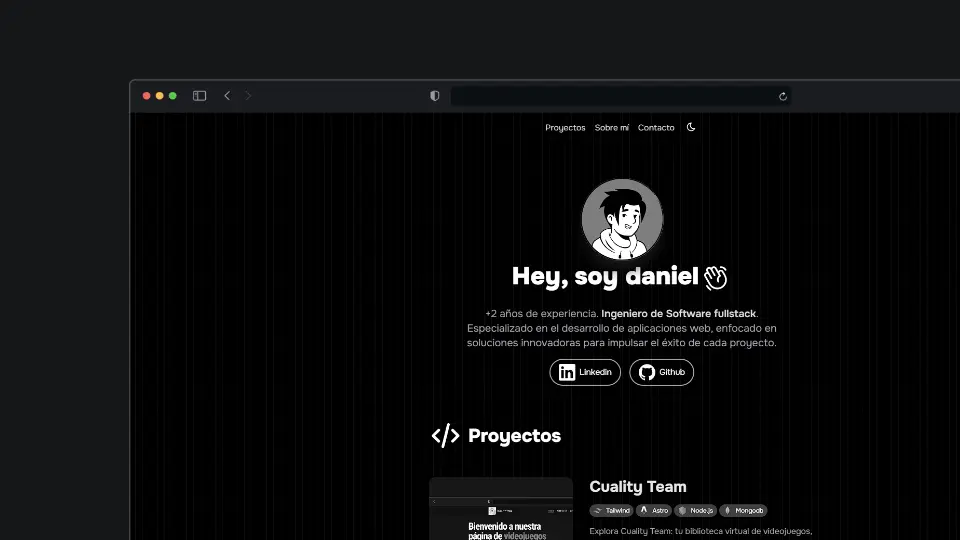 Proyectos Sobre mí Contacto
Hey, soy daniel
+2 años de experiencia. Ingeniero de Software fullstack.
Especializado en el desarrollo de aplicaciones web, enfocado en
soluciones innovadoras para impulsar el éxito de cada proyecto.
Linkedin Github
Proyectos
Cuality Team
Tailwind Astro Node.js Mongodb
Explora Cuality Team: tu biblioteca virtual de videojuegos,
Bienvenido a nuestra
página de videojuegos